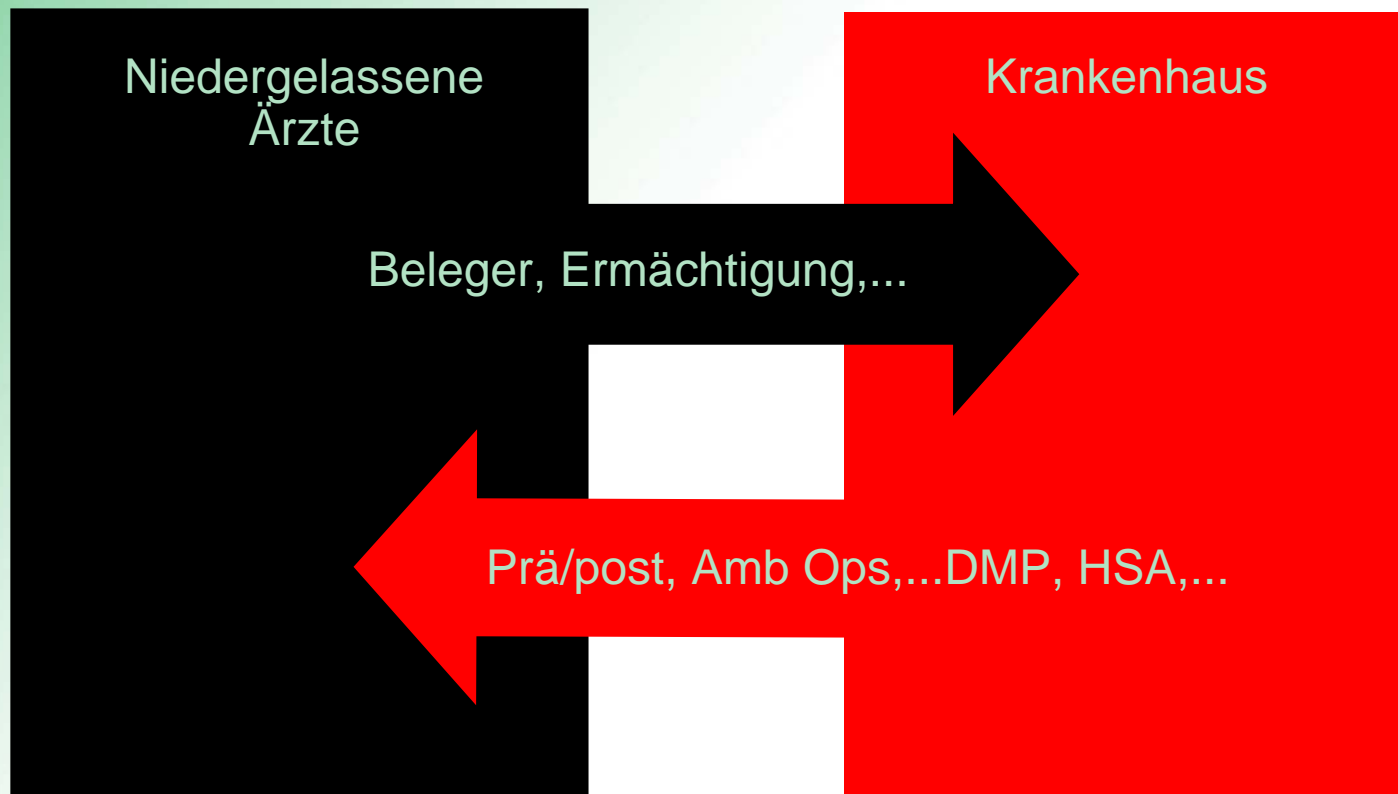 Niedergelassene
Ärzte
Krankenhaus
Beleger, Ermächtigung,...
Prä/post, Amb Ops,...DMP, HSA,...